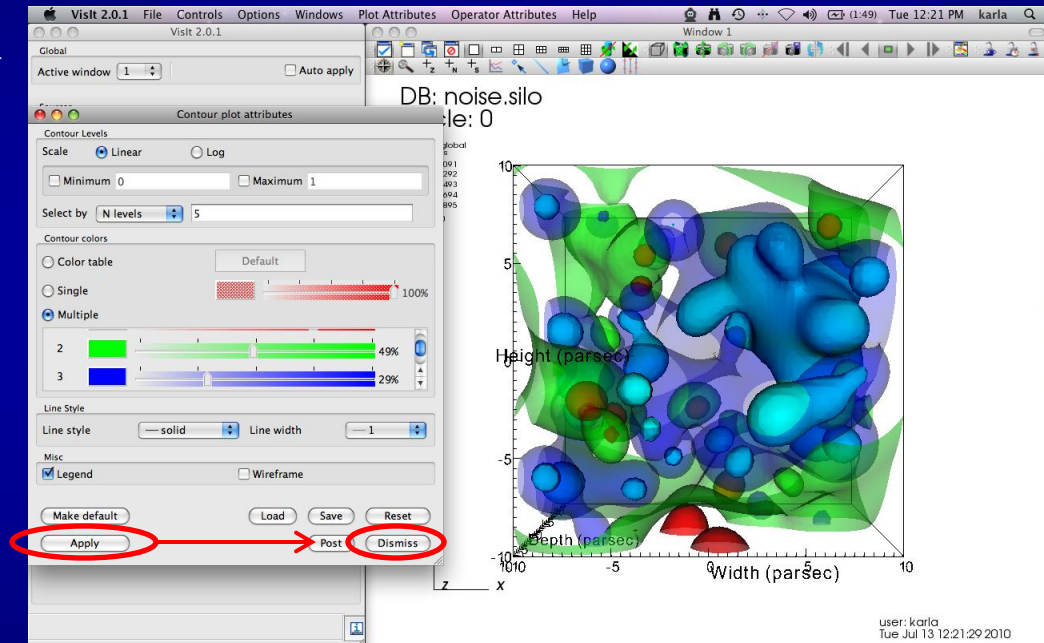 VisIt 2.0.1 File Controls Options Windows Plot Attributes Operator Attributes Help (1:49) Tue 12:21 PM karla
VisIt 2.0.1
Global
Active window 1 Auto apply
Contour plot attributes
Contour Levels
Scale Linear Log
Minimum 0 Maximum 1
Select by N levels 5
Contour colors
Color table Default
Single 100%
Multiple
2 49%
3 29%
Line Style
Line style solid Line width 1
Misc
Legend Wireframe
Make default Load Save Reset
Apply Post Dismiss
Window 1
DB: noise.silo
cle: 0
10
5
Height (parsec)
-5
Depth (parsec)
-10
-5 0 10
Width (parsec)
z x
user: karla
Tue Jul 13 12:21:29 2010